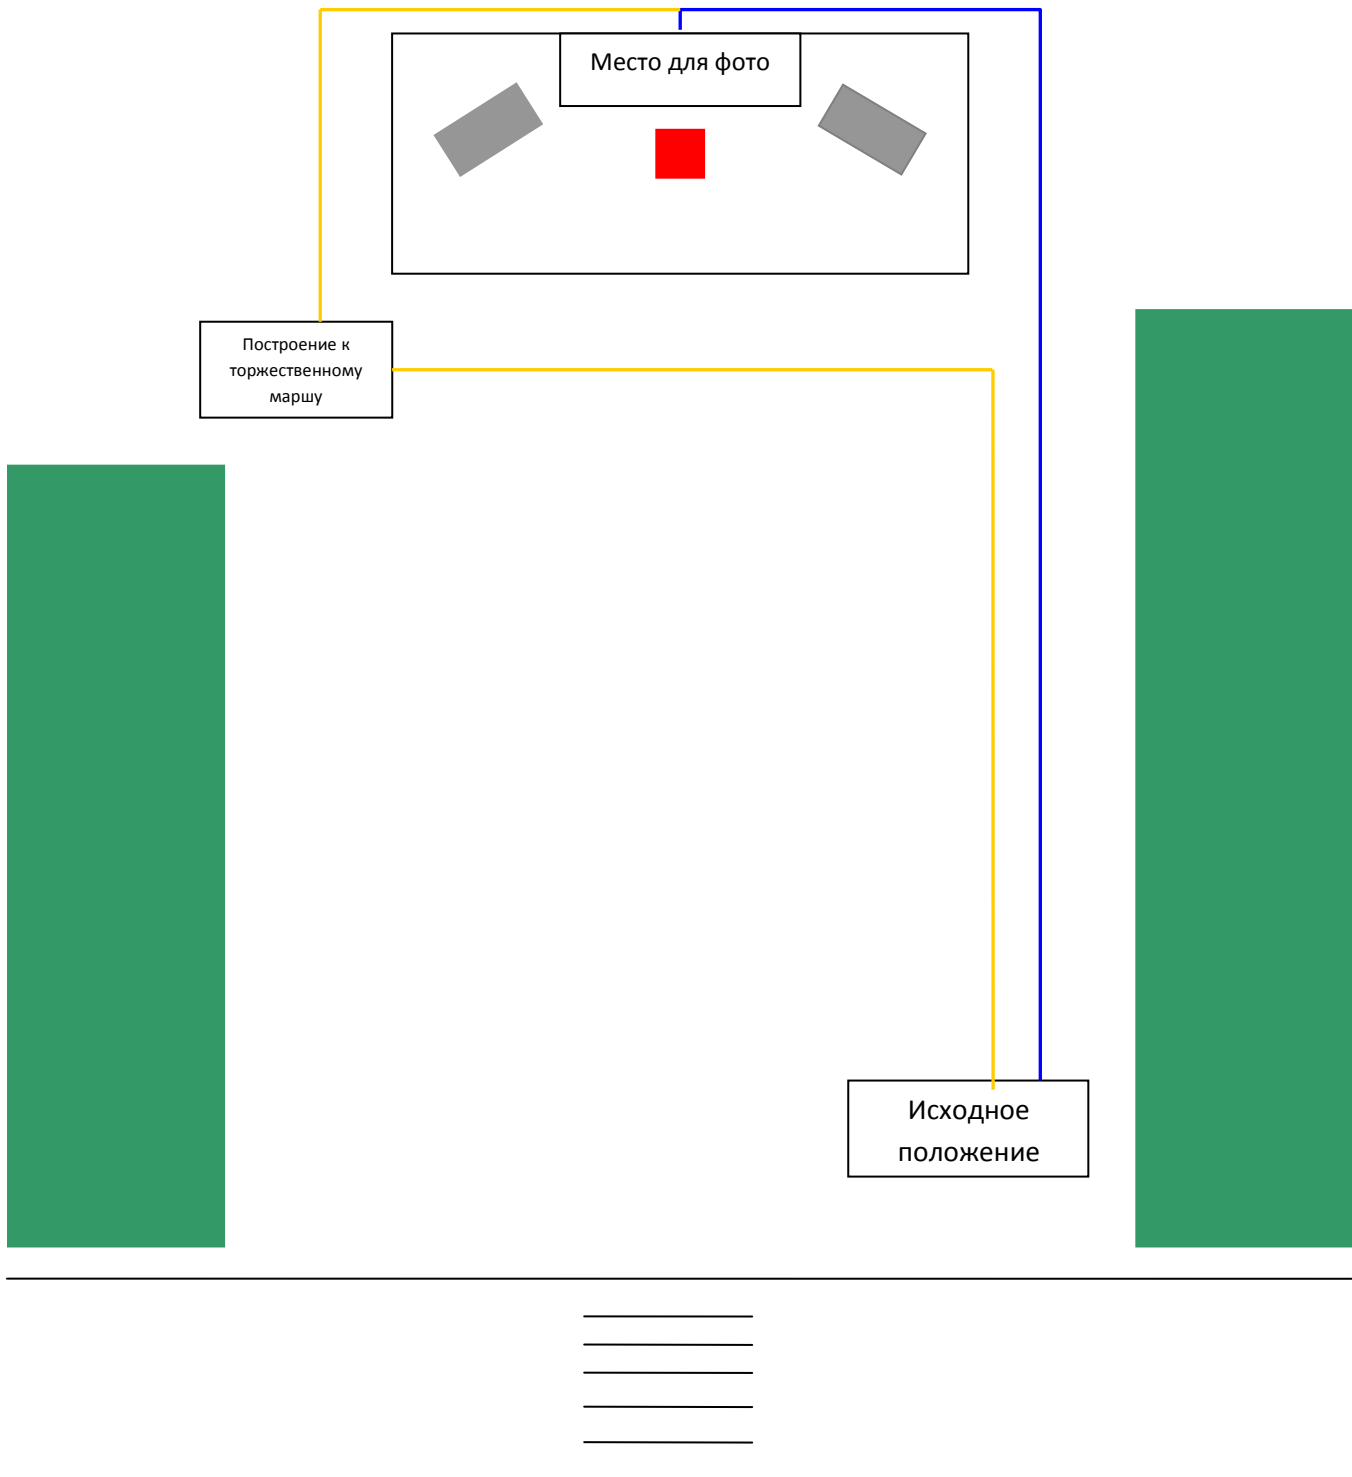 Место для фото
Построение к
торжественному
маршу
Исходное
положение